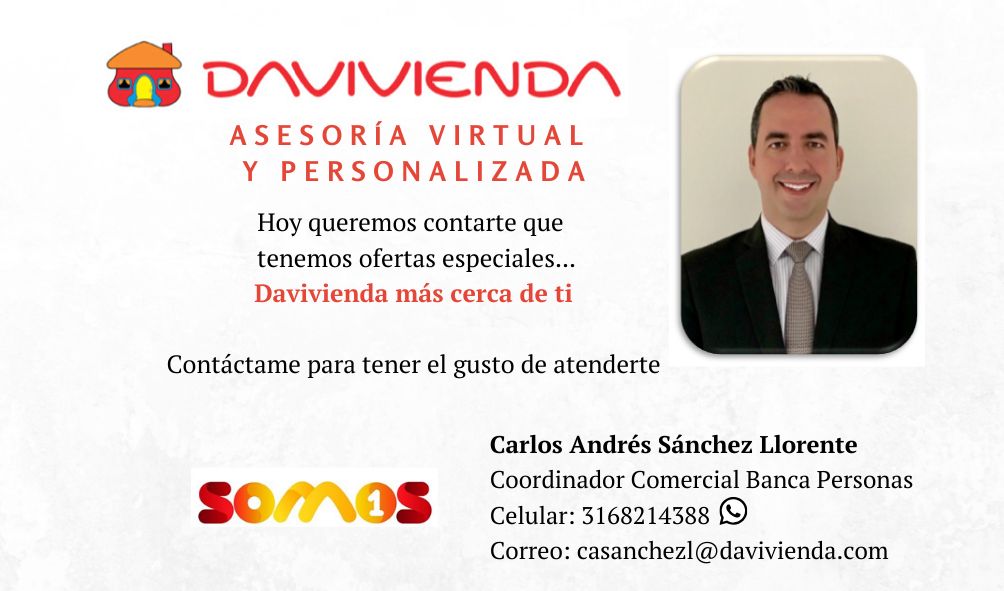 DAVIVIENDA
ASESORÍA VIRTUAL
Y PERSONALIZADA
Hoy queremos contarte que
tenemos ofertas especiales...
Davivienda más cerca de ti
Contáctame para tener el gusto de atenderte
SOM1S
Carlos Andrés Sánchez Llorente
Coordinador Comercial Banca Personas
Celular: 3168214388
Correo: casanchezl@davivienda.com